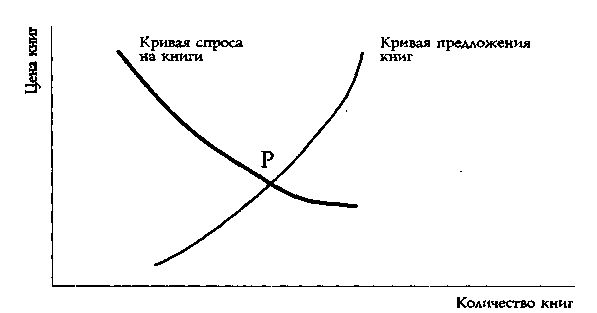 Цена книг
Кривая спроса
на книги
Кривая предложения
книг
P
Количество книг